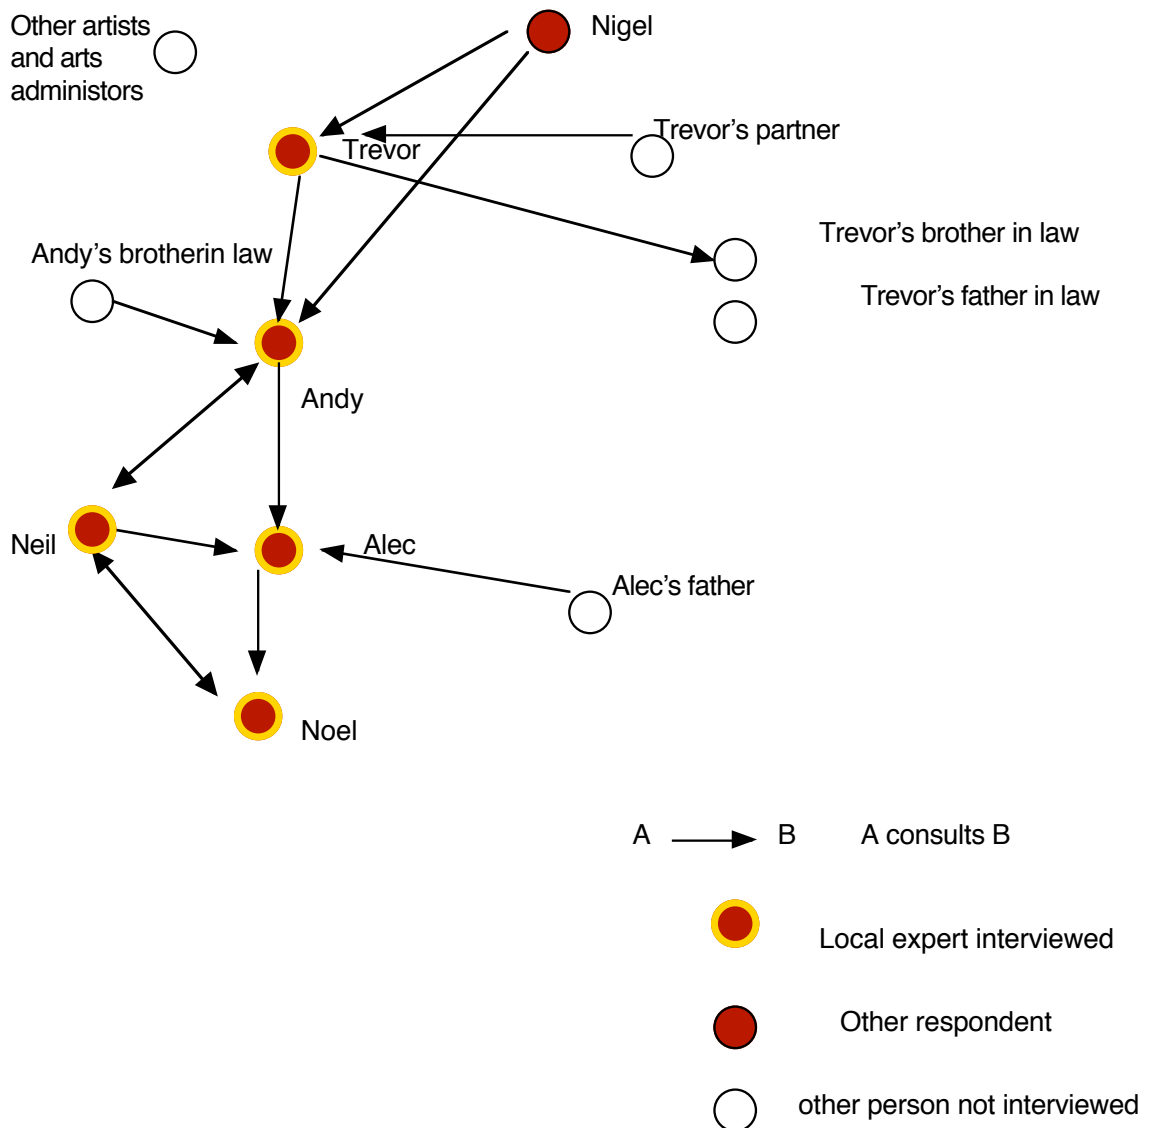 Other artists
and arts
administors
Nigel
Trevor's partner
Trevor
Trevor's brother in law
Andy's brotherin law
Trevor's father in law
Andy
Neil
Alec
Alec's father
Noel
A
B
A consults B
Local expert interviewed
Other respondent
other person not interviewed